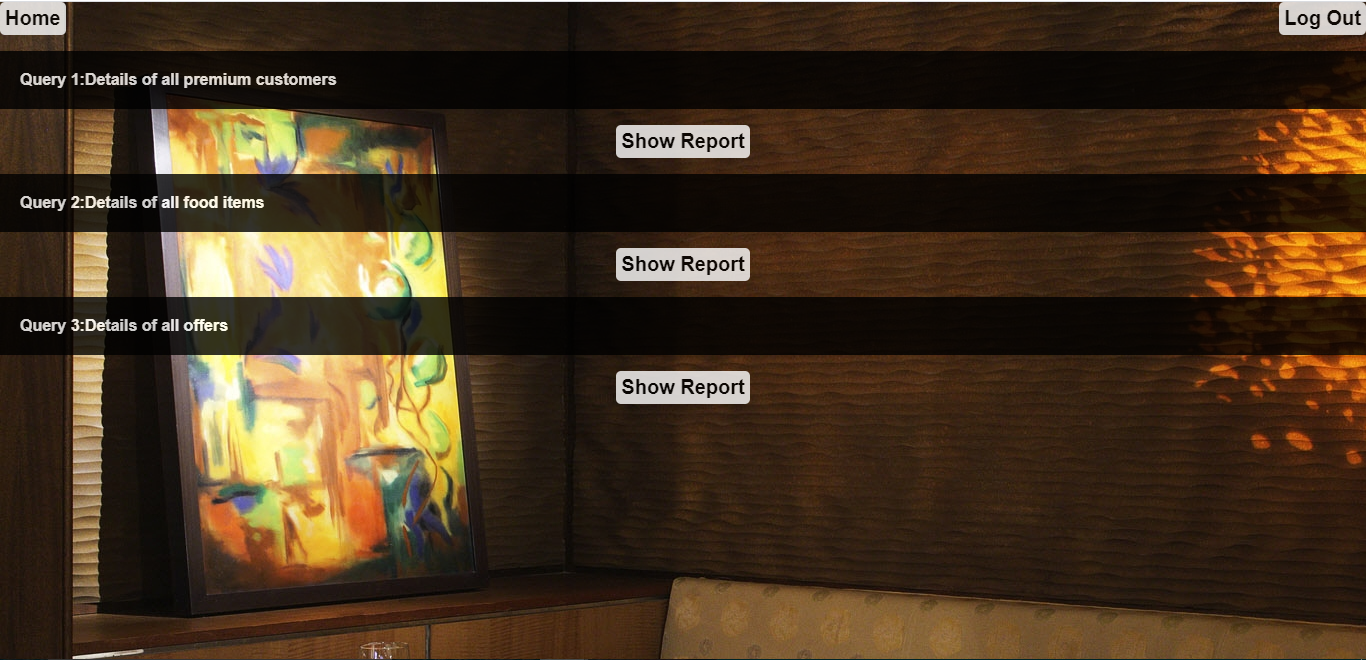 Home
Log Out
Query 1:Details of all premium customers
Show Report
Query 2:Details of all food items
Show Report
Query 3:Details of all offers
Show Report